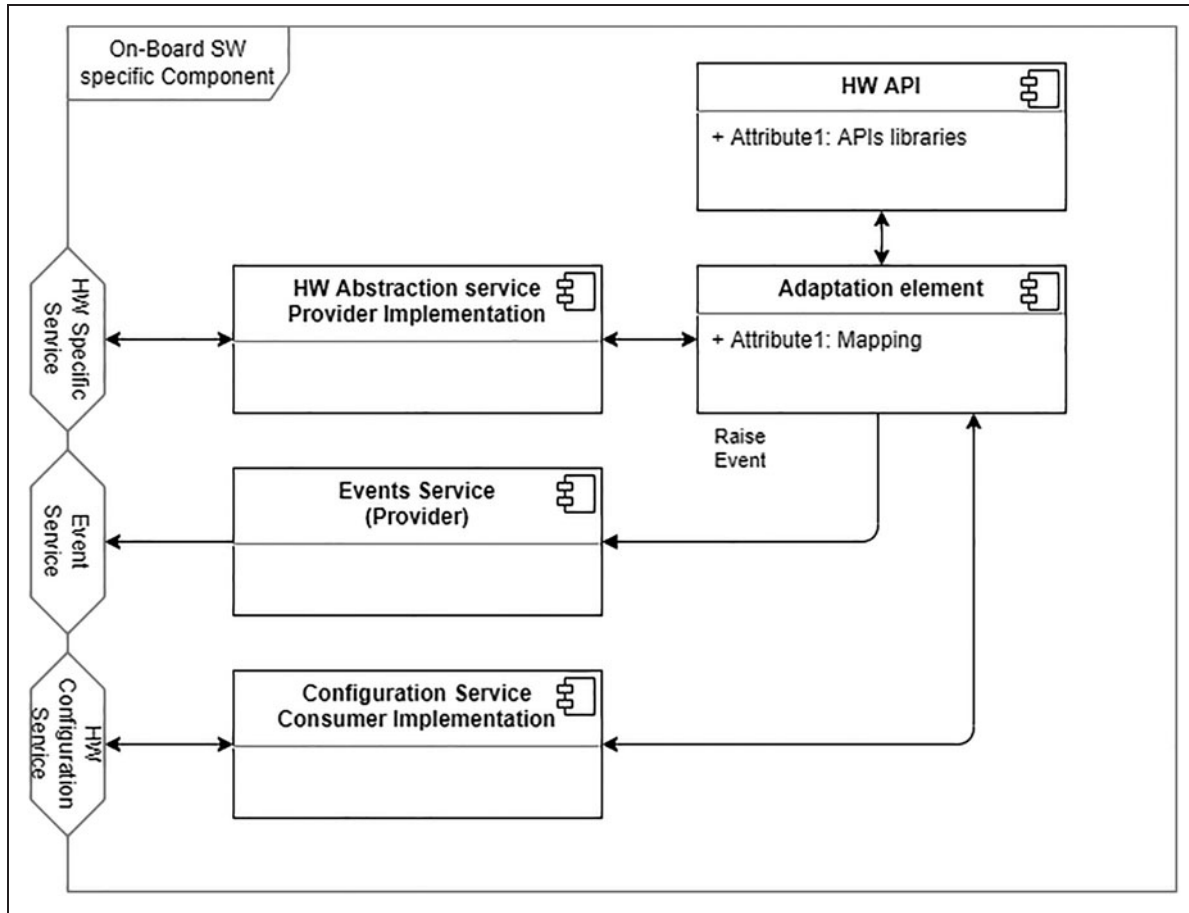 On-Board SW
specific Component
HW API
+ Attribute1: APIs libraries
HW Specific
Service
HW Abstraction service
Provider Implementation
Adaptation element
+ Attribute1: Mapping
Raise
Event
Event
Service
Events Service
(Provider)
HW
Configuration
Service
Configuration Service
Consumer Implementation